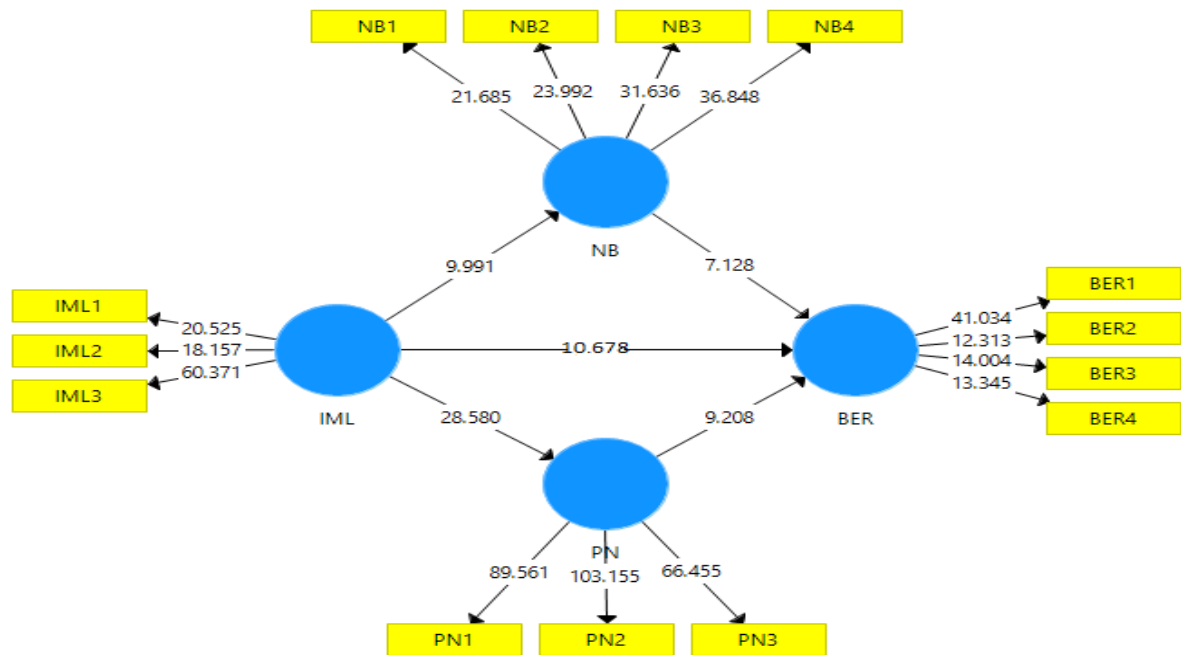 NB1 NB2 NB3 NB4
21.685 23.992 31.636 36.848
NB
9.991 7.128
IML1
IML2
IML3
20.525
18.157
60.371
IML
10.678
BER
BER1
BER2
BER3
BER4
41.034
12.313
14.004
13.345
28.580 9.208
PN
89.561 103.155 66.455
PN1 PN2 PN3